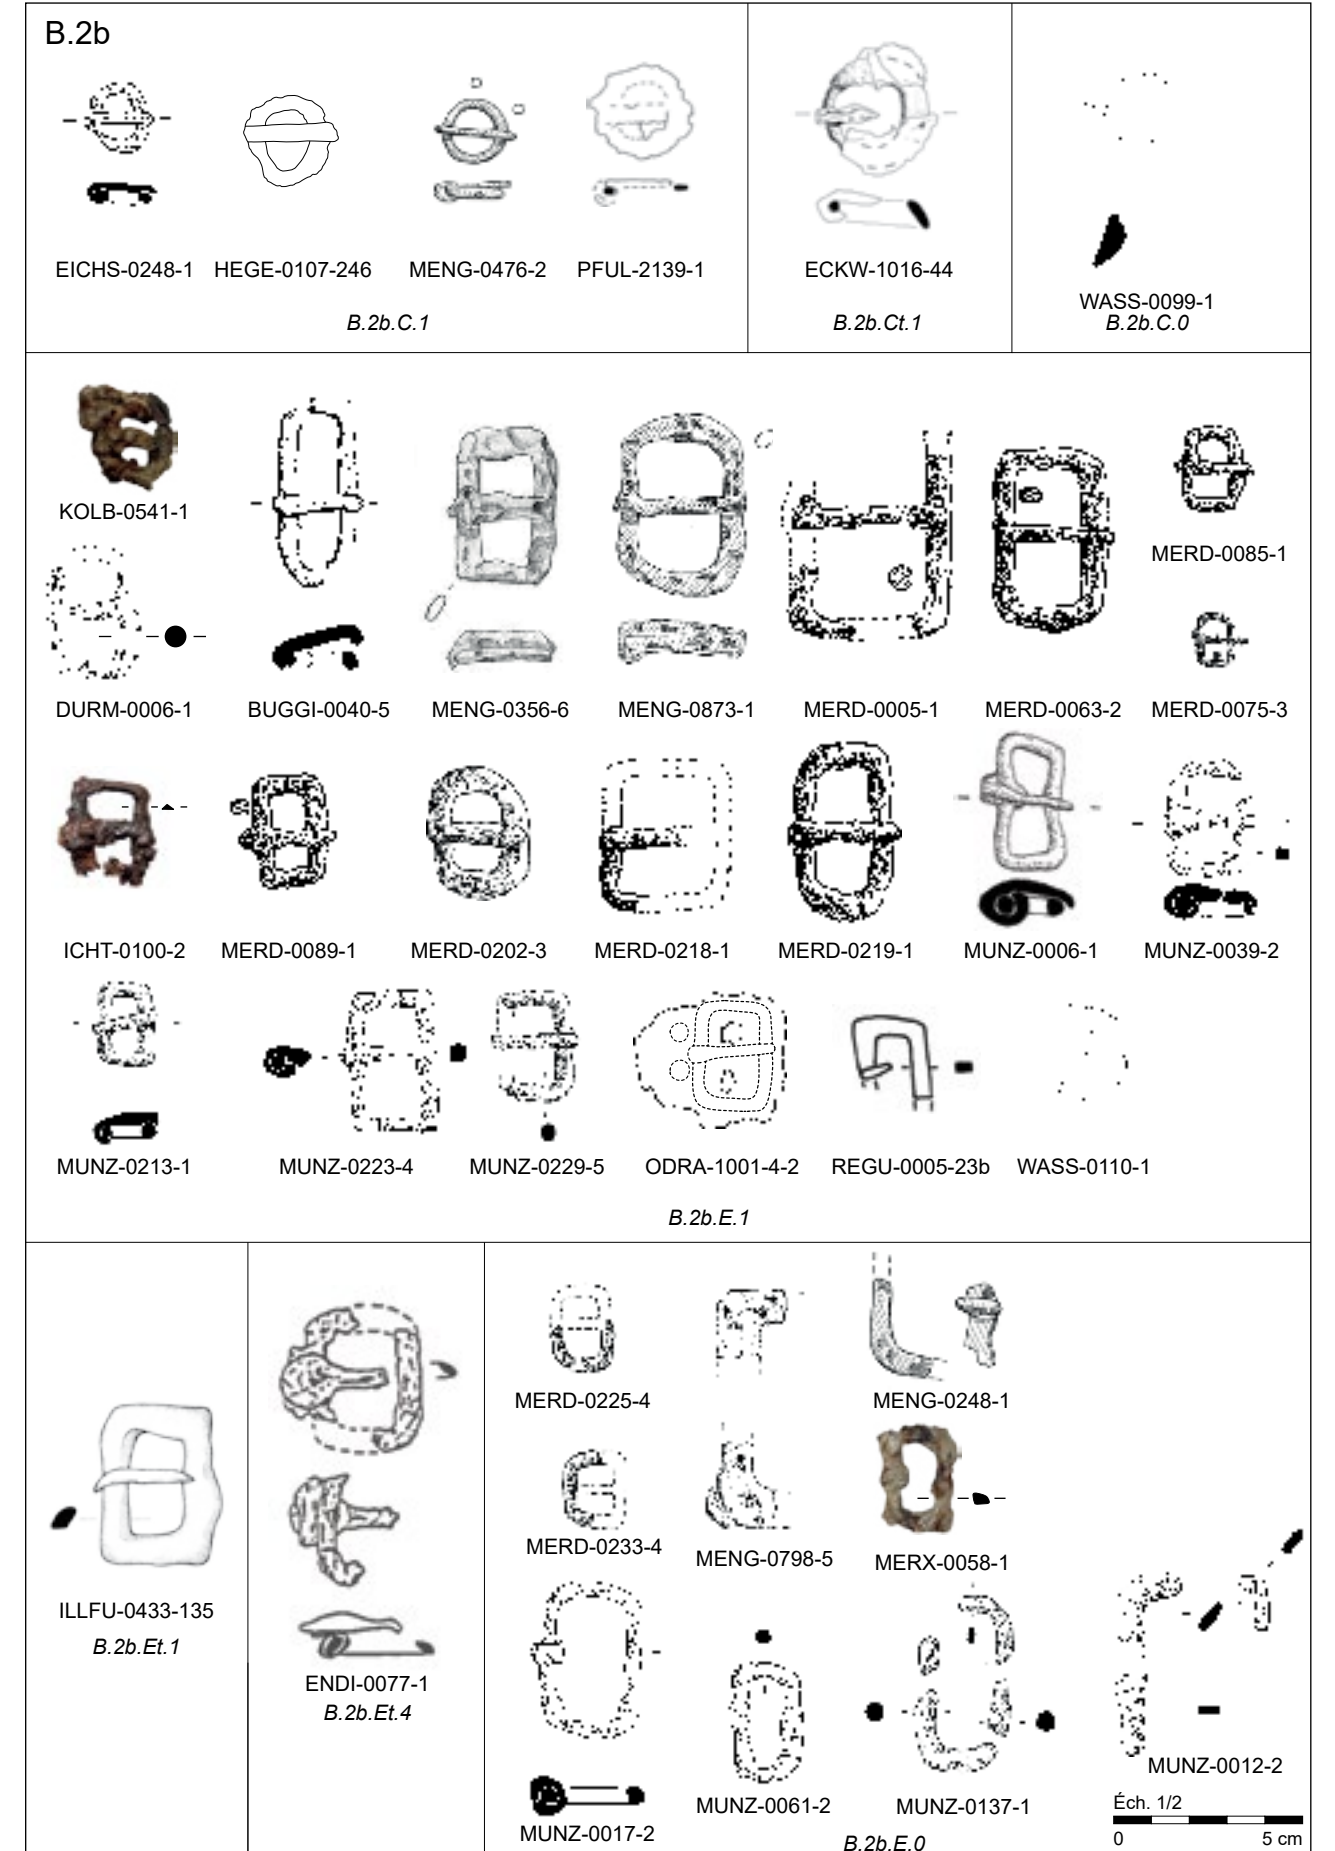 B.2b
EICHS-0248-1 HEGE-0107-246 MENG-0476-2 PFUL-2139-1
B.2b.C.1
ECKW-1016-44
B.2b.Ct.1
WASS-0099-1
B.2b.C.0
KOLB-0541-1
MERD-0085-1
DURM-0006-1 BUGGI-0040-5 MENG-0356-6 MENG-0873-1 MERD-0005-1 MERD-0063-2 MERD-0075-3
ICHT-0100-2 MERD-0089-1 MERD-0202-3 MERD-0218-1 MERD-0219-1 MUNZ-0006-1 MUNZ-0039-2
MUNZ-0213-1 MUNZ-0223-4 MUNZ-0229-5 ODRA-1001-4-2 REGU-0005-23b WASS-0110-1
B.2b.E.1
ILLFU-0433-135
B.2b.Et.1
ENDI-0077-1
B.2b.Et.4
MERD-0225-4 MENG-0248-1
MERD-0233-4 MENG-0798-5 MERX-0058-1
MUNZ-0012-2
MUNZ-0017-2 MUNZ-0061-2 MUNZ-0137-1
B.2b.E.0
Éch. 1/2
0 5 cm